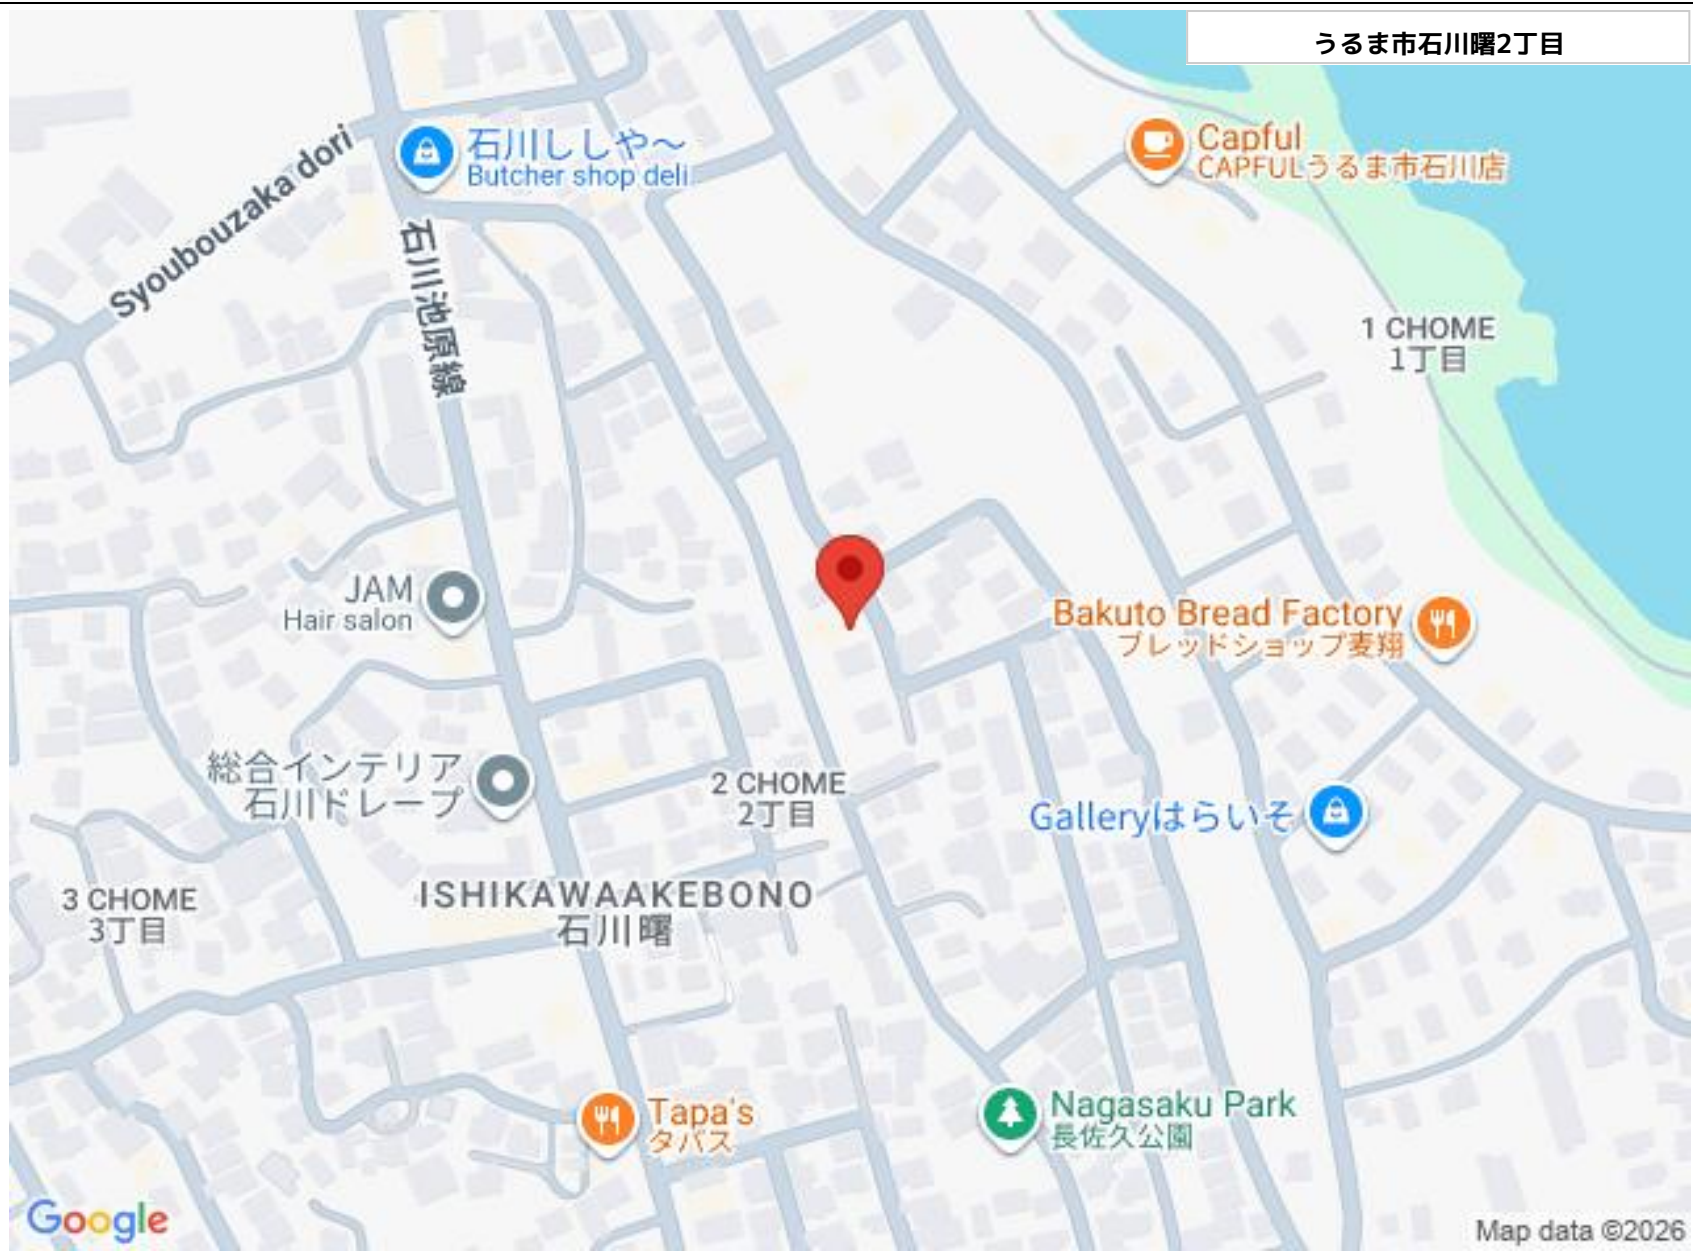 うるま市石川曙2丁目
石川ししや～
Butcher shop deli
Capful
CAPFULうるま市石川店
Syoubouzaka dori
石川池原線
1 CHOME
1丁目
JAM
Hair salon
Bakuto Bread Factory
ブレッドショップ麦翔
総合インテリア
石川ドレープ
2 CHOME
2丁目
Galleryはらいそ
3 CHOME
3丁目
ISHIKAWAAKEBONO
石川曙
Tapa's
タパス
Nagasaku Park
長佐久公園
Google
Map data ©2026